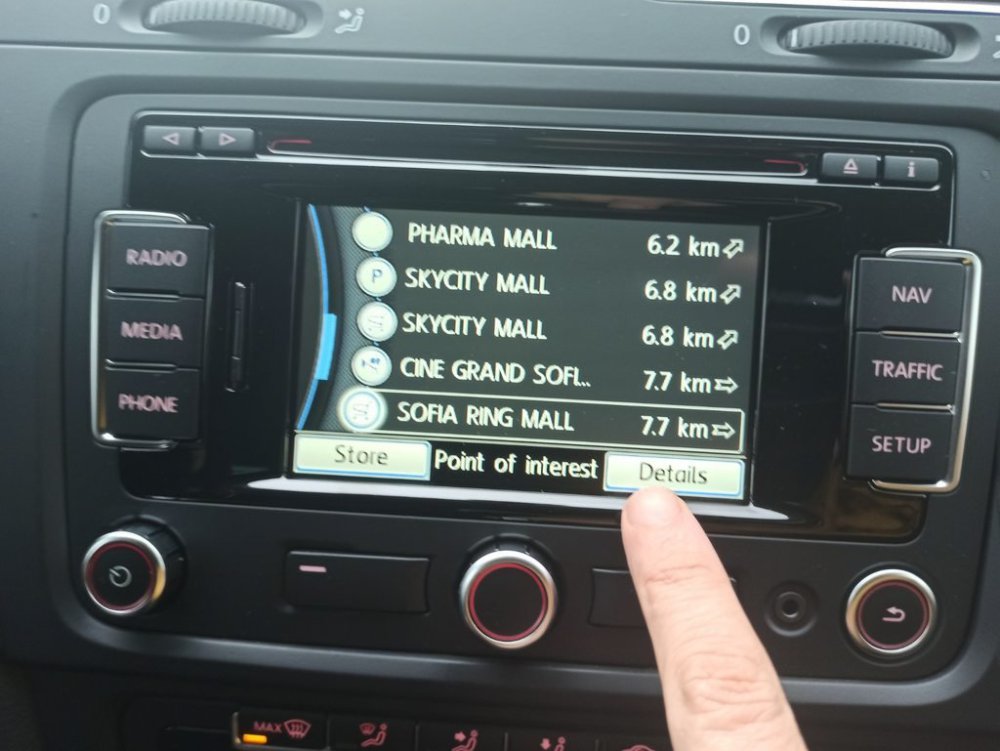 0
0
i
RADIO
MEDIA
PHONE
PHARMA MALL 6.2 km
P SKYCITY MALL 6.8 km
SKYCITY MALL 6.8 km
CINE GRAND SOFI... 7.7 km
SOFIA RING MALL 7.7 km
Store Point of interest Details
NAV
TRAFFIC
SETUP
MAX